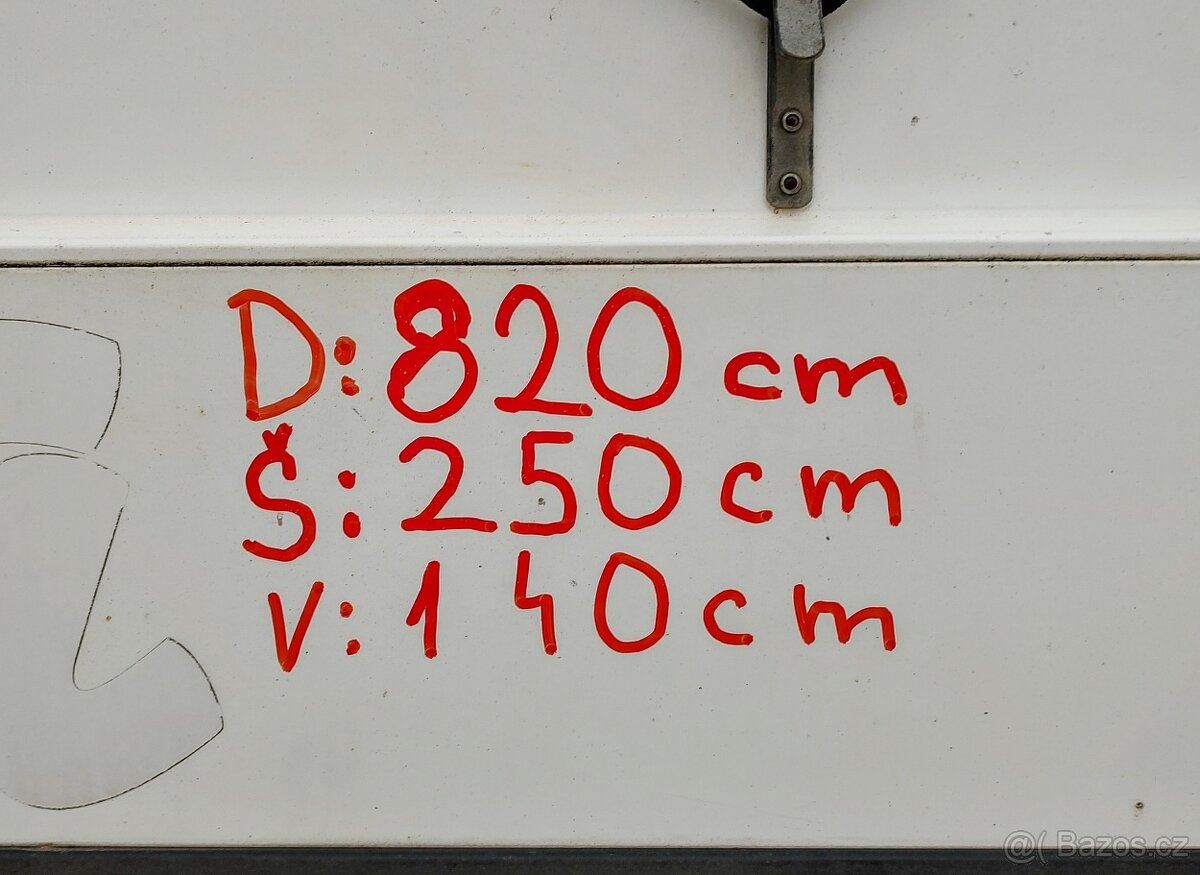 D: 820 cm
Š: 250 cm
V: 140 cm
@( Bazos.cz